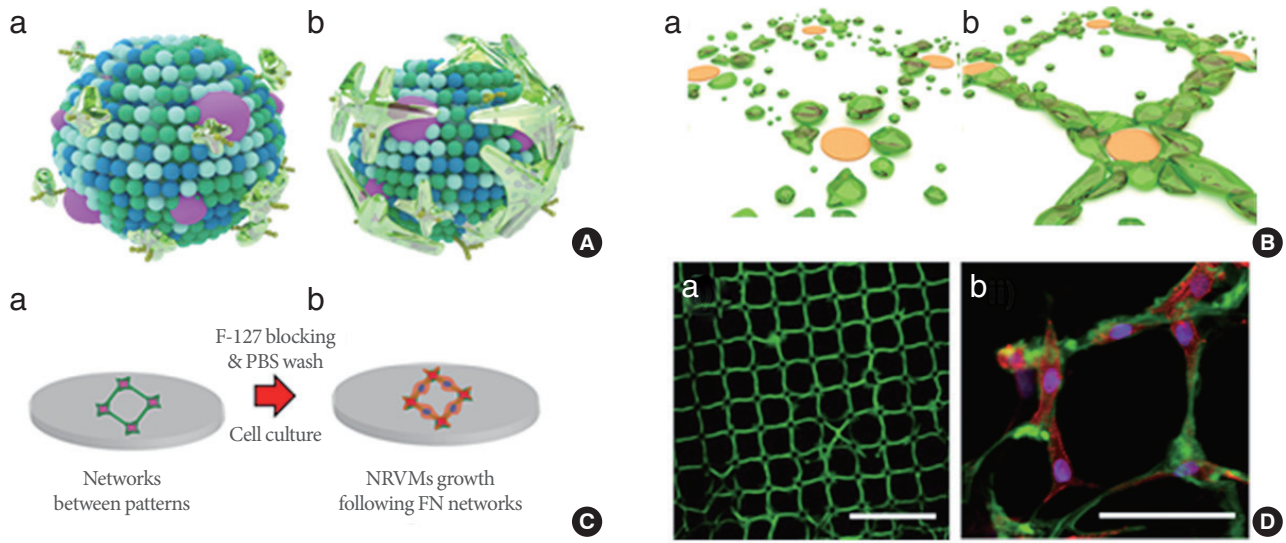 a
b
A
a
b
B
a
F-127 blocking
& PBS wash
Cell culture
b
Networks
between patterns
NRVMs growth
following FN networks
C
a
b
D